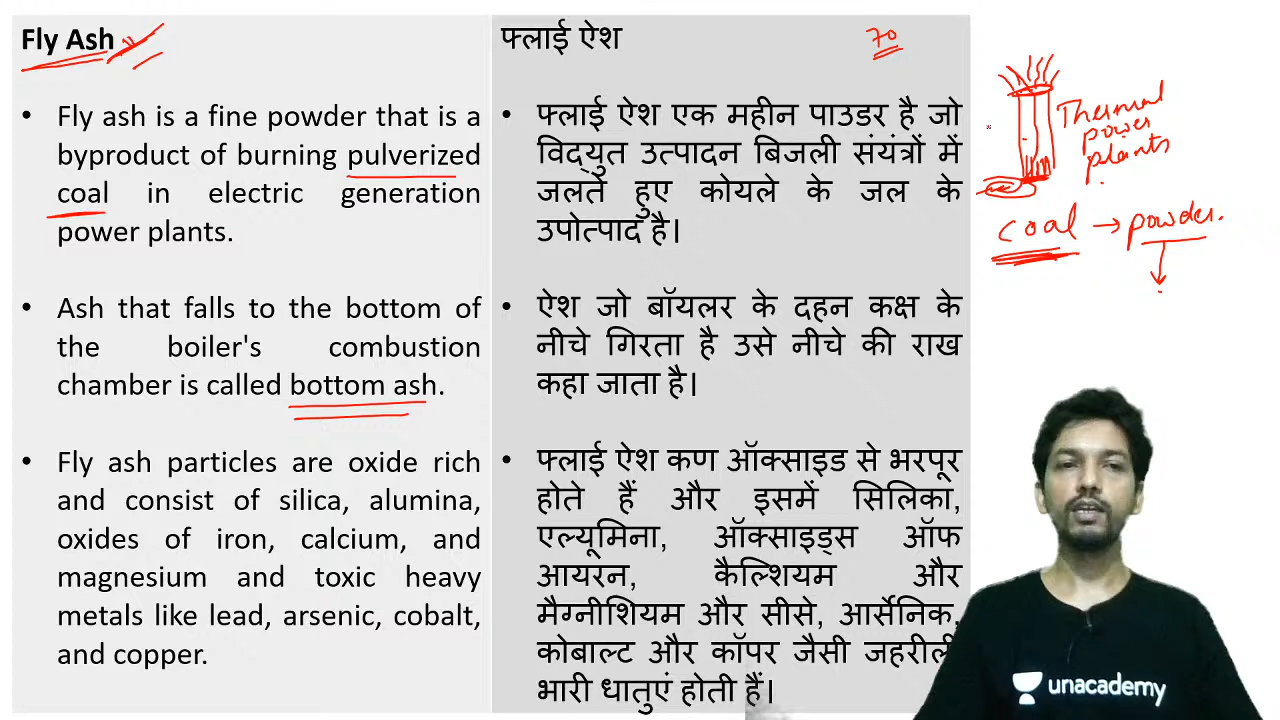 Fly Ash
Fly ash is a fine powder that is a
byproduct of burning pulverized
coal in electric generation
power plants.
Ash that falls to the bottom of
the boiler's combustion
chamber is called bottom ash.
Fly ash particles are oxide rich
and consist of silica, alumina,
oxides of iron, calcium, and
magnesium and toxic heavy
metals like lead, arsenic, cobalt,
and copper.
फ्लाई ऐश
70
फ्लाई ऐश एक महीन पाउडर है जो
विद्युत उत्पादन बिजली संयंत्रों में
जलते हुए कोयले के जल के
उपोत्पाद है।
ऐश जो बॉयलर के दहन कक्ष के
नीचे गिरता है उसे नीचे की राख
कहा जाता है।
फ्लाई ऐश कण ऑक्साइड से भरपूर
होते हैं और इसमें सिलिका,
एल्यूमिना, ऑक्साइड्स ऑफ
आयरन, कैल्शियम और
मैग्नीशियम और सीसे, आर्सेनिक,
कोबाल्ट और कॉपर जैसी जहरीली
भारी धातुएं होती हैं।
Thermal
power
plants
coal → powder.
unacademy